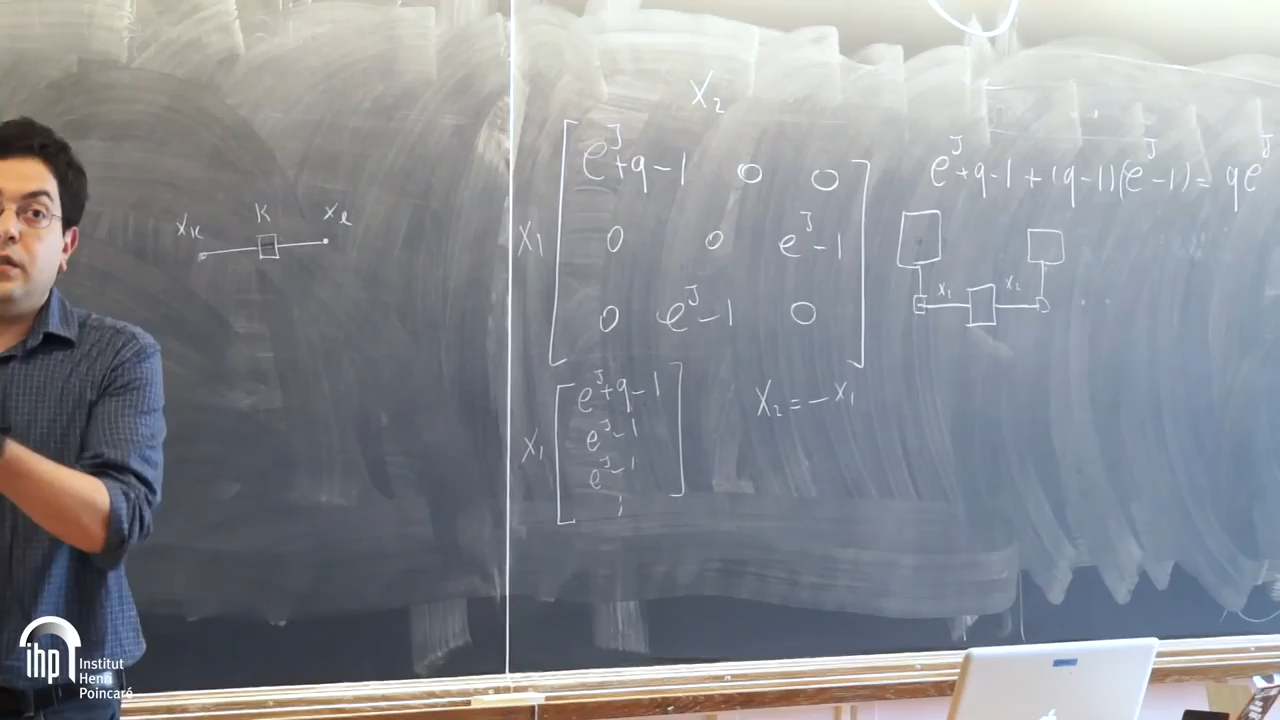 X_k K X_l
X_2
e^J+q-1 0 0
X_1 0 0 e^J-1
0 e^J-1 0
X_1 e^J+q-1
e^J-1
e^J-1
⋮
X_2 = -X_1
e^J+q-1+(q-1)(e^J-1) = qe^J
X_1 X_2
ihp Institut
Henri
Poincaré